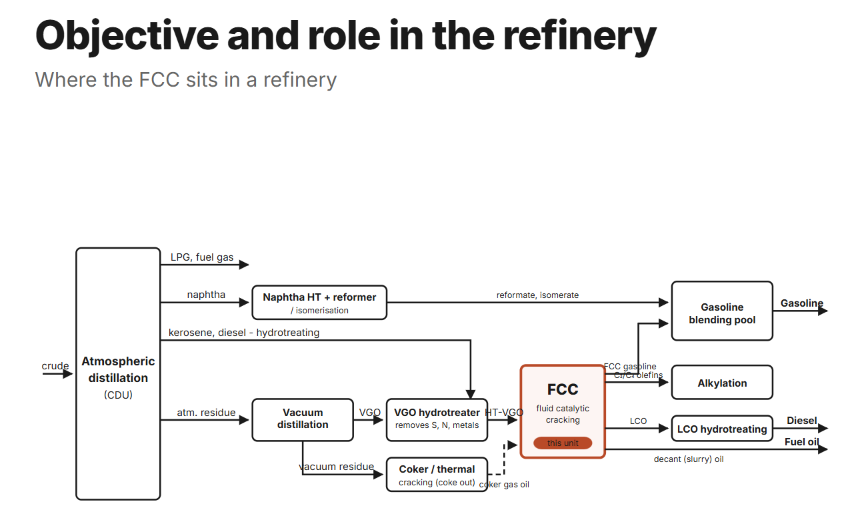 Objective and role in the refinery
Where the FCC sits in a refinery
LPG, fuel gas
naphtha
Naphtha HT + reformer
/ isomerisation
reformate, isomerate
Gasoline
blending pool
Gasoline
kerosene, diesel - hydrotreating
crude
Atmospheric
distillation
(CDU)
atm. residue
Vacuum
distillation
VGO
VGO hydrotreater
removes S, N, metals
HT-VGO
vacuum residue
Coker / thermal
cracking (coke out)
coker gas oil
FCC
fluid catalytic
cracking
this unit
FCC gasoline
olefins
Alkylation
LCO
LCO hydrotreating
Diesel
Fuel oil
decant (slurry) oil